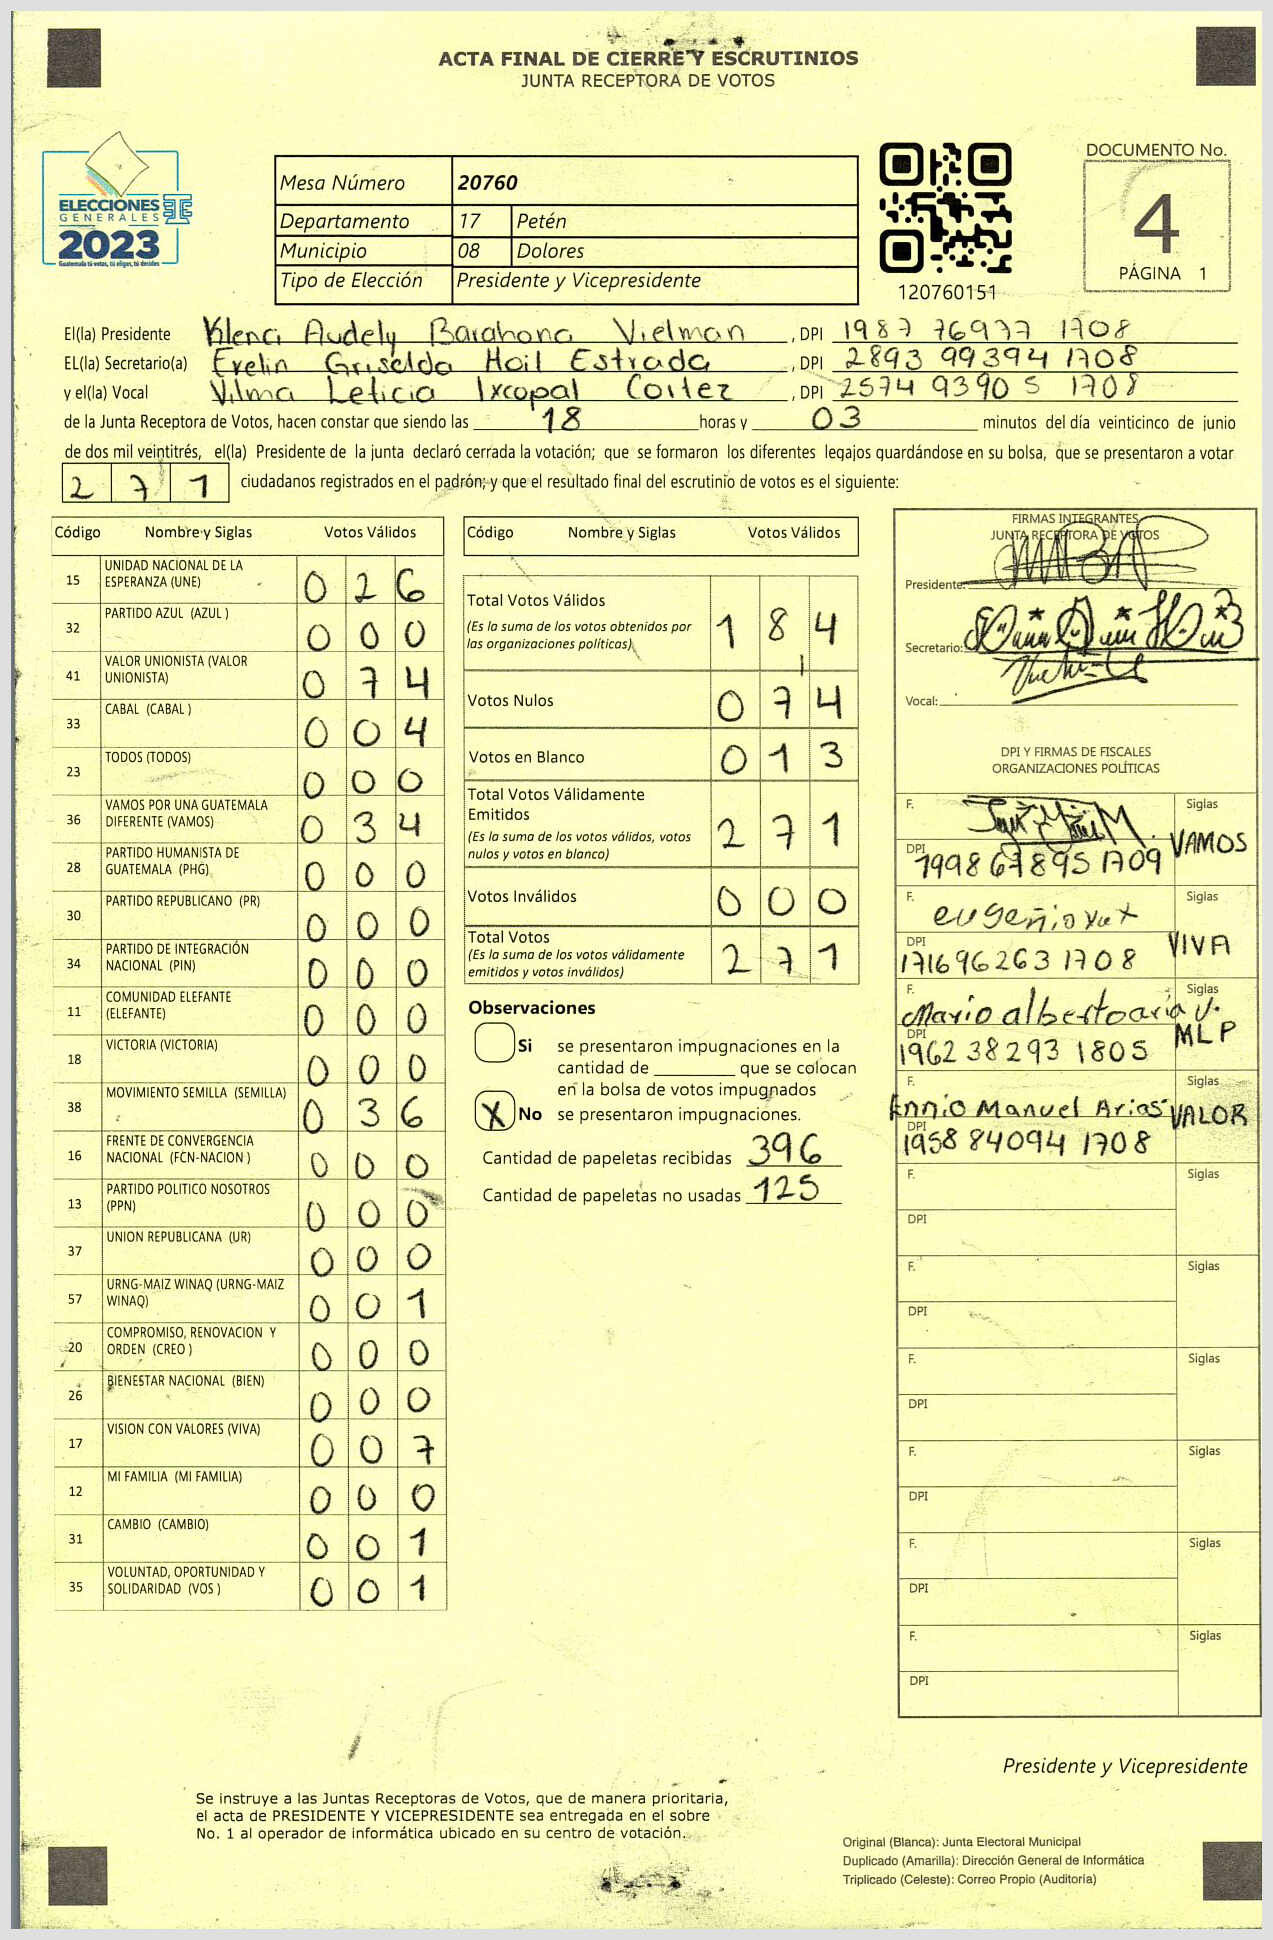 ACTA FINAL DE CIERRE Y ESCRUTINIOS
JUNTA RECEPTORA DE VOTOS
ELECCIONES
GENERALES
2023
Guatemala tú votas, tú eliges, tú decides
Mesa Número 20760
Departamento 17 Petén
Municipio 08 Dolores
Tipo de Elección Presidente y Vicepresidente
120760151
DOCUMENTO No.
4
PÁGINA 1
El(la) Presidente Klenci Audely Barahona Vielman , DPI 1987 76977 1708
EL(la) Secretario(a) Evelin Griselda Hoil Estrada , DPI 2893 99394 1708
y el(la) Vocal Vilma Leticia Ixcopal Cortez , DPI 2574 93905 1708
de la Junta Receptora de Votos, hacen constar que siendo las 18 horas y 03 minutos del día veinticinco de junio
de dos mil veintitrés, el(la) Presidente de la junta declaró cerrada la votación; que se formaron los diferentes legajos guardándose en su bolsa, que se presentaron a votar
2 7 1 ciudadanos registrados en el padrón; y que el resultado final del escrutinio de votos es el siguiente:
Código Nombre y Siglas Votos Válidos
15 UNIDAD NACIONAL DE LA
ESPERANZA (UNE) 0 2 6
32 PARTIDO AZUL (AZUL ) 0 0 0
41 VALOR UNIONISTA (VALOR
UNIONISTA) 0 7 4
33 CABAL (CABAL ) 0 0 4
23 TODOS (TODOS) 0 0 0
36 VAMOS POR UNA GUATEMALA
DIFERENTE (VAMOS) 0 3 4
28 PARTIDO HUMANISTA DE
GUATEMALA (PHG) 0 0 0
30 PARTIDO REPUBLICANO (PR) 0 0 0
34 PARTIDO DE INTEGRACIÓN
NACIONAL (PIN) 0 0 0
11 COMUNIDAD ELEFANTE
(ELEFANTE) 0 0 0
18 VICTORIA (VICTORIA) 0 0 0
38 MOVIMIENTO SEMILLA (SEMILLA) 0 3 6
16 FRENTE DE CONVERGENCIA
NACIONAL (FCN-NACION ) 0 0 0
13 PARTIDO POLITICO NOSOTROS
(PPN) 0 0 0
37 UNION REPUBLICANA (UR) 0 0 0
57 URNG-MAIZ WINAQ (URNG-MAIZ
WINAQ) 0 0 1
20 COMPROMISO, RENOVACION Y
ORDEN (CREO ) 0 0 0
26 BIENESTAR NACIONAL (BIEN) 0 0 0
17 VISION CON VALORES (VIVA) 0 0 7
12 MI FAMILIA (MI FAMILIA) 0 0 0
31 CAMBIO (CAMBIO) 0 0 1
35 VOLUNTAD, OPORTUNIDAD Y
SOLIDARIDAD (VOS ) 0 0 1
Código Nombre y Siglas Votos Válidos
Total Votos Válidos 1 8 4
(Es la suma de los votos obtenidos por
las organizaciones políticas)
Votos Nulos 0 7 4
Votos en Blanco 0 1 3
Total Votos Válidamente
Emitidos 2 7 1
(Es la suma de los votos válidos, votos
nulos y votos en blanco)
Votos Inválidos 0 0 0
Total Votos 2 7 1
(Es la suma de los votos válidamente
emitidos y votos inválidos)
Observaciones
Si se presentaron impugnaciones en la
cantidad de que se colocan
en la bolsa de votos impugnados
X No se presentaron impugnaciones.
Cantidad de papeletas recibidas 396
Cantidad de papeletas no usadas 125
FIRMAS INTEGRANTES
JUNTA RECEPTORA DE VOTOS
Presidente:
Secretario:
Vocal:
DPI Y FIRMAS DE FISCALES
ORGANIZACIONES POLÍTICAS
F. Siglas
DPI 1998 67895 1709 VAMOS
F. eugenio xut Siglas
DPI 1716 96263 1708 VIVA
F. Mario alberto aria v. Siglas
DPI 1962 38293 1805 MLP
F. Ennio Manuel Arias Siglas
DPI 1958 84094 1708 VALOR
F. Siglas
DPI
F. Siglas
DPI
F. Siglas
DPI
F. Siglas
DPI
F. Siglas
DPI
F. Siglas
DPI
Presidente y Vicepresidente
Se instruye a las Juntas Receptoras de Votos, que de manera prioritaria,
el acta de PRESIDENTE Y VICEPRESIDENTE sea entregada en el sobre
No. 1 al operador de informática ubicado en su centro de votación.
Original (Blanca): Junta Electoral Municipal
Duplicado (Amarilla): Dirección General de Informática
Triplicado (Celeste): Correo Propio (Auditoría)